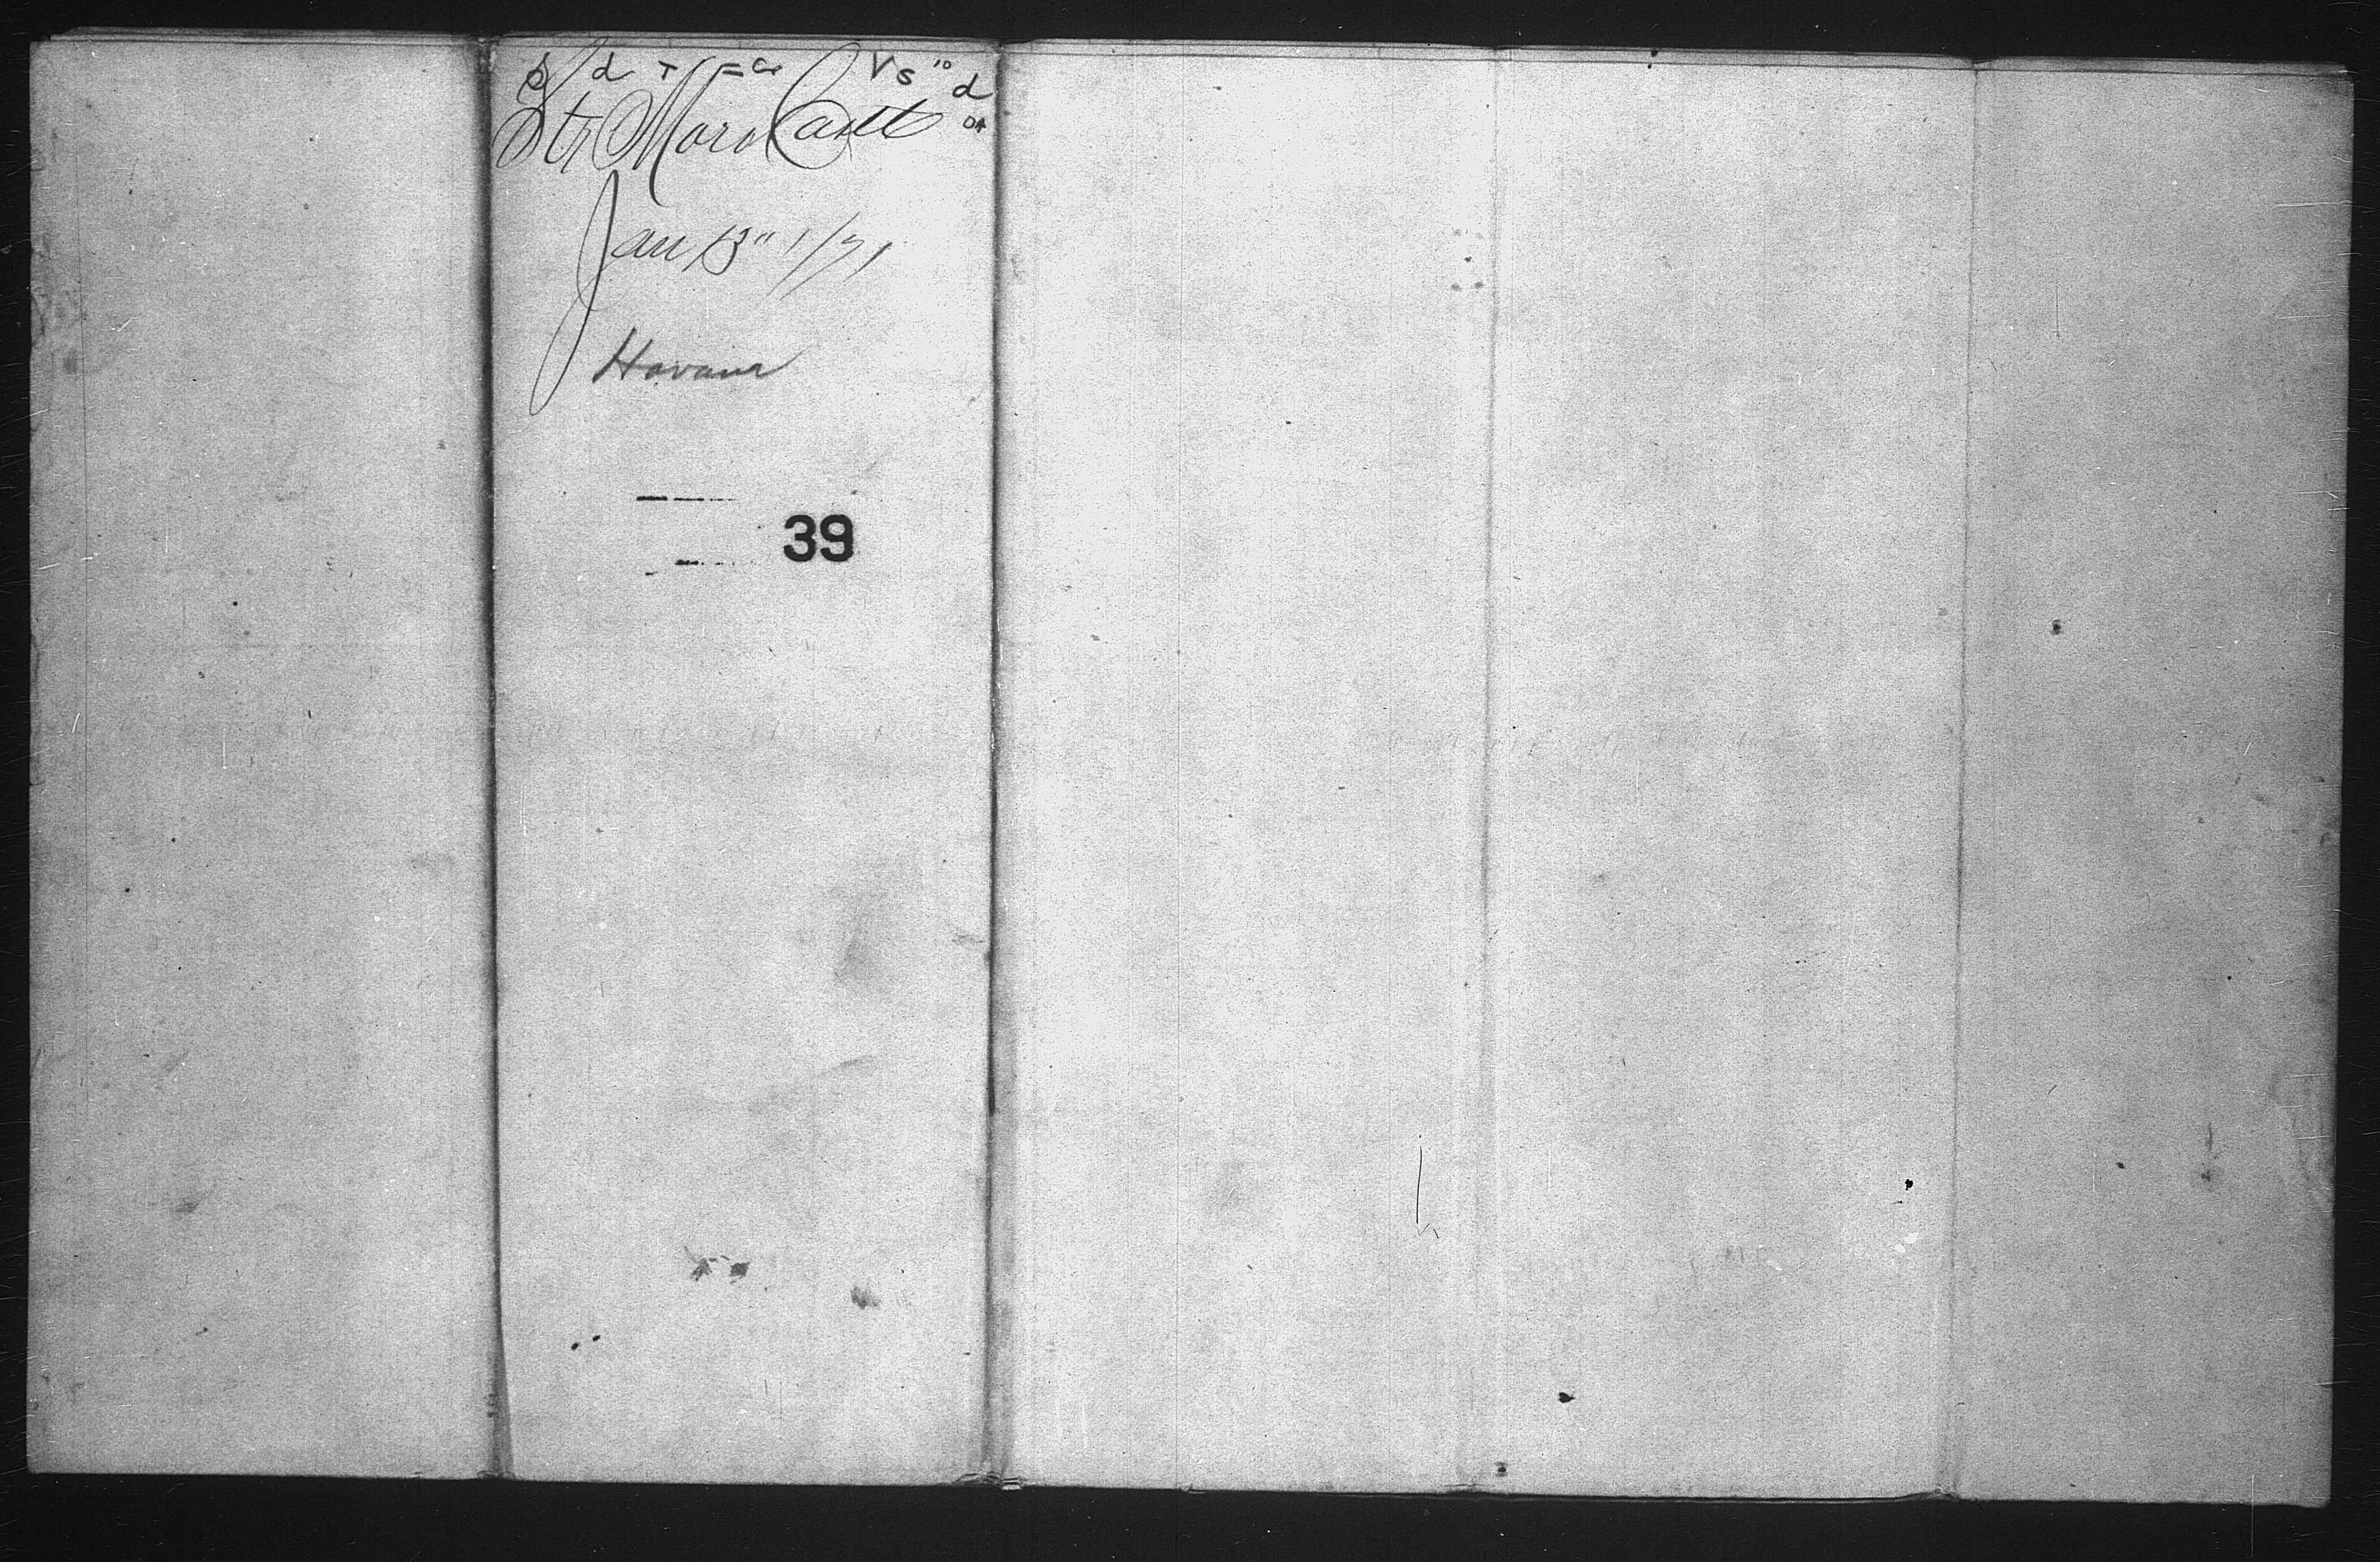 Str Moro Castle
Jan 13" 1/71
Havana
39